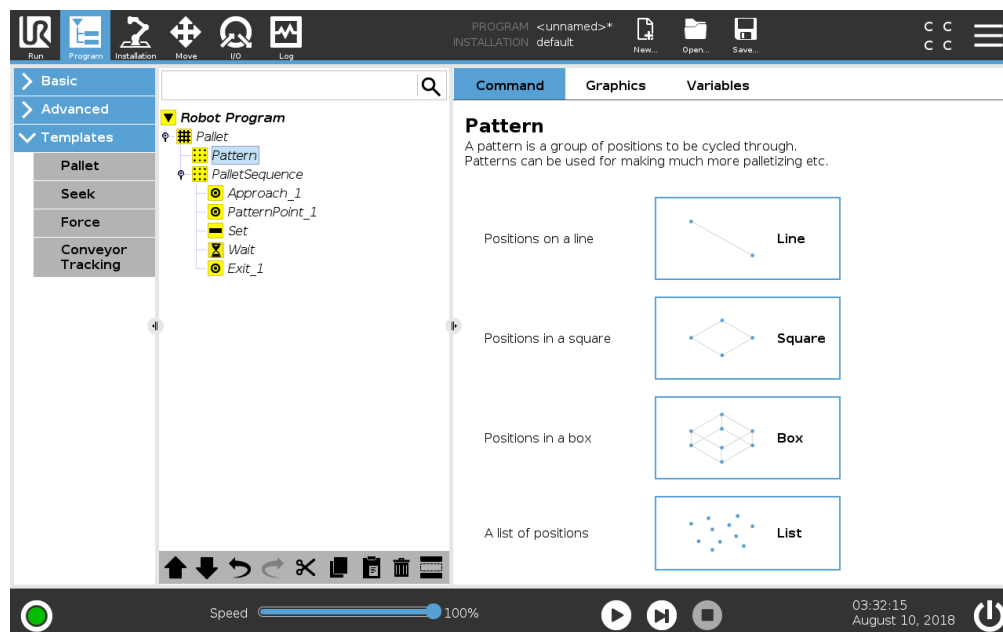 UR
Run
Program
Installation
Move
I/O
Log
PROGRAM <unnamed>*
INSTALLATION default
New...
Open...
Save...
C C
C C
Basic
Advanced
Templates
Pallet
Seek
Force
Conveyor
Tracking
Robot Program
Pallet
Pattern
PalletSequence
Approach_1
PatternPoint_1
Set
Wait
Exit_1
Command
Graphics
Variables
Pattern
A pattern is a group of positions to be cycled through.
Patterns can be used for making much more palletizing etc.
Positions on a line
Line
Positions in a square
Square
Positions in a box
Box
A list of positions
List
Speed
100%
03:32:15
August 10, 2018